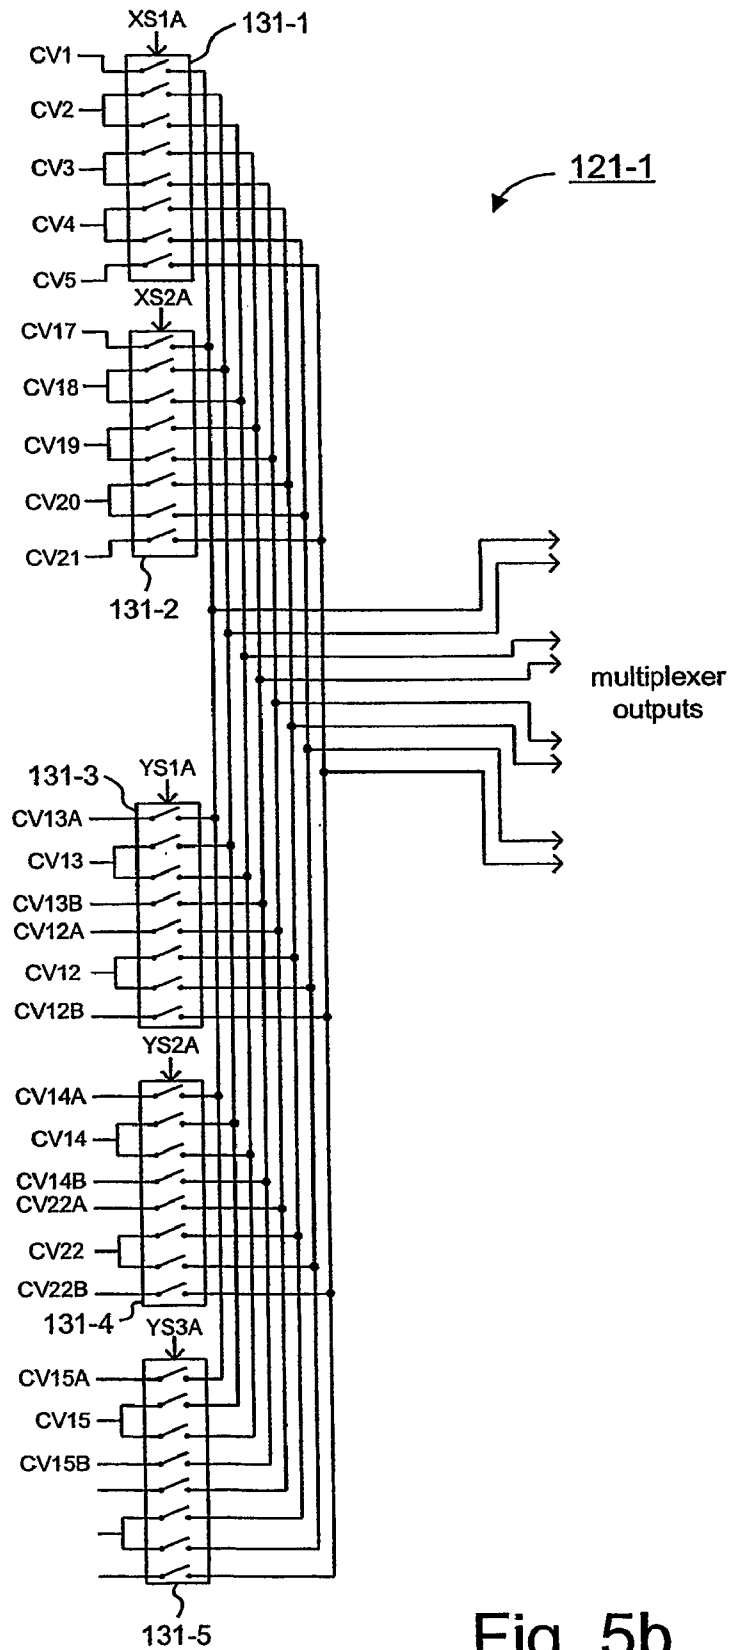 XS1A
131-1
CV1
CV2
CV3
CV4
CV5
121-1
XS2A
CV17
CV18
CV19
CV20
CV21
131-2
multiplexer
outputs
131-3
YS1A
CV13A
CV13
CV13B
CV12A
CV12
CV12B
YS2A
CV14A
CV14
CV14B
CV22A
CV22
CV22B
131-4
YS3A
CV15A
CV15
CV15B
131-5
Fig. 5b